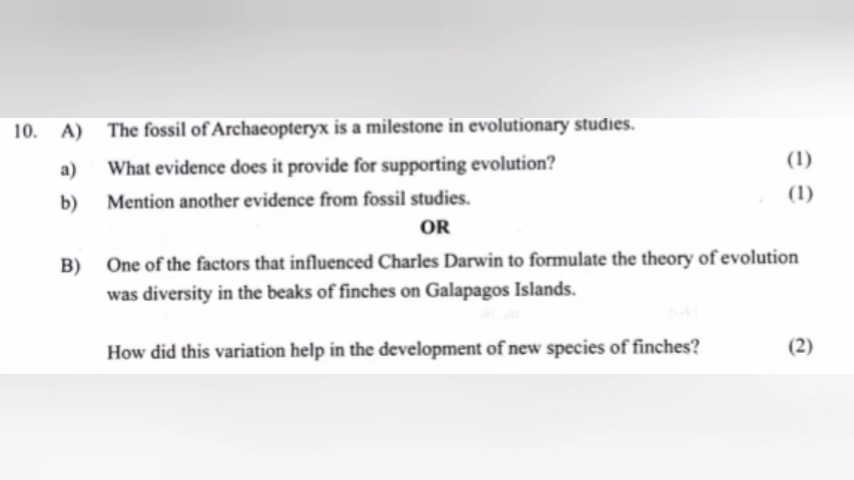 10. A) The fossil of Archaeopteryx is a milestone in evolutionary studies.
a) What evidence does it provide for supporting evolution? (1)
b) Mention another evidence from fossil studies. (1)
OR
B) One of the factors that influenced Charles Darwin to formulate the theory of evolution
was diversity in the beaks of finches on Galapagos Islands.
How did this variation help in the development of new species of finches? (2)